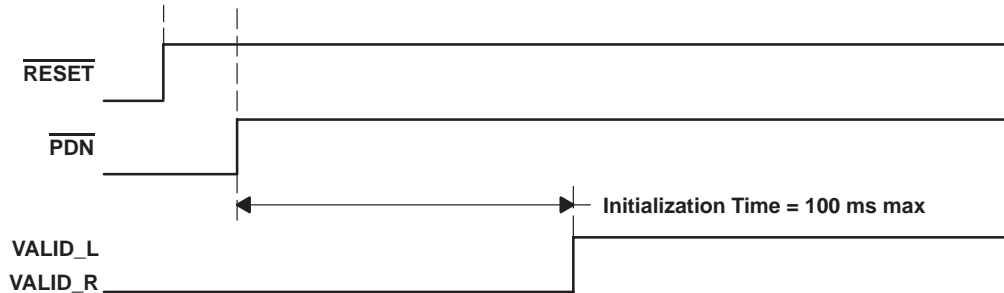 RESET
PDN
Initialization Time = 100 ms max
VALID_L
VALID_R